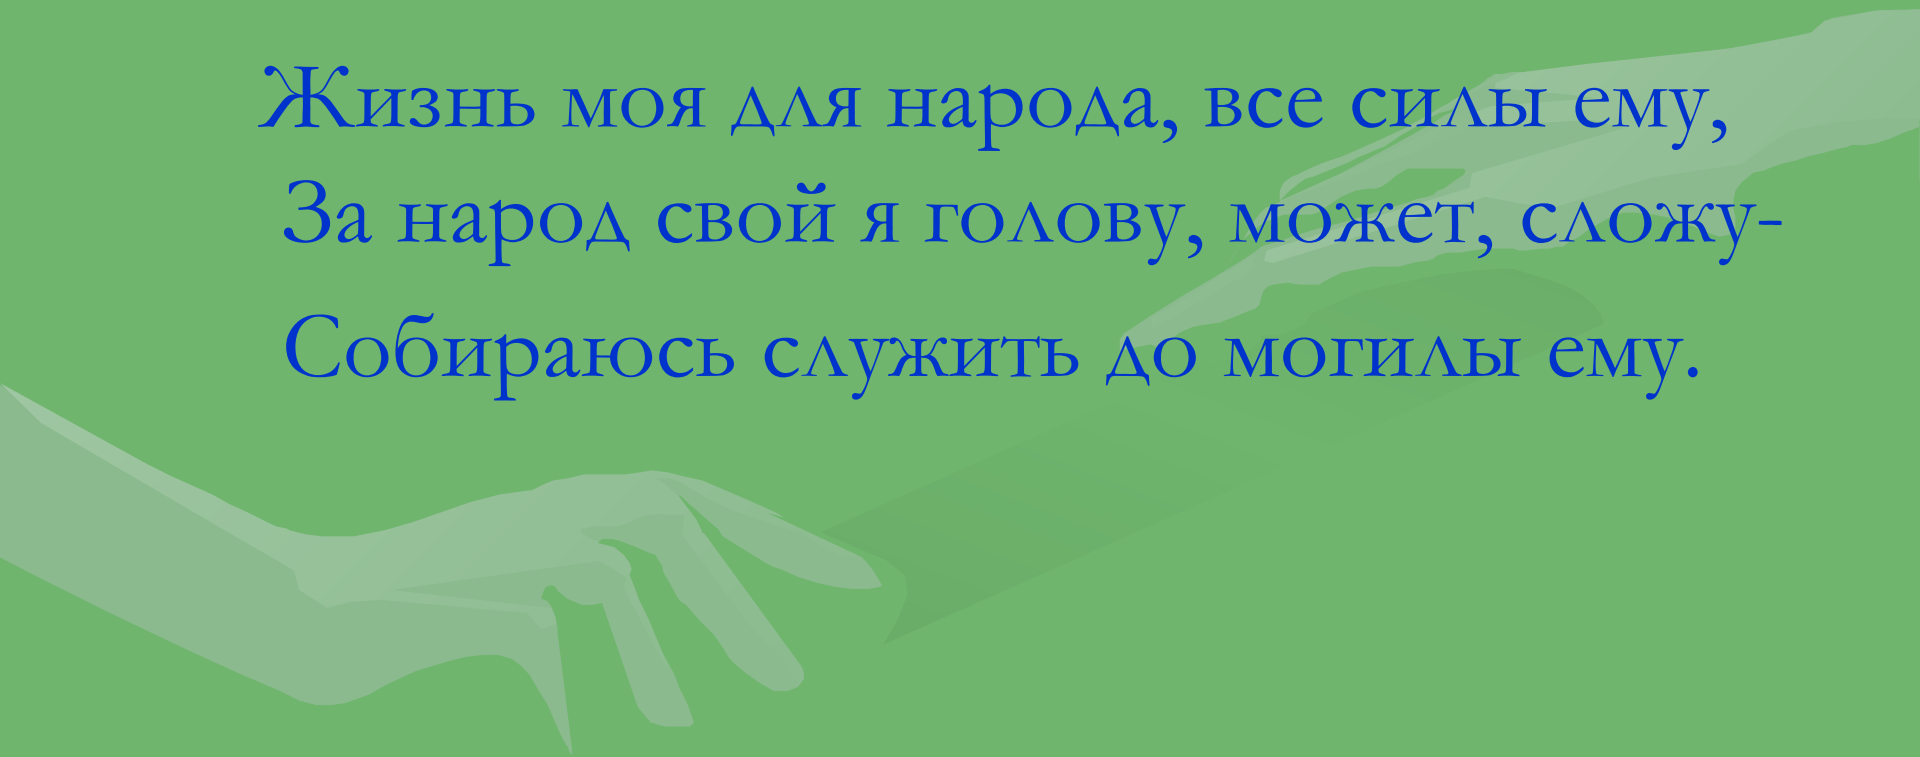 Жизнь моя для народа, все силы ему,
За народ свой я голову, может, сложу-
Собираюсь служить до могилы ему.